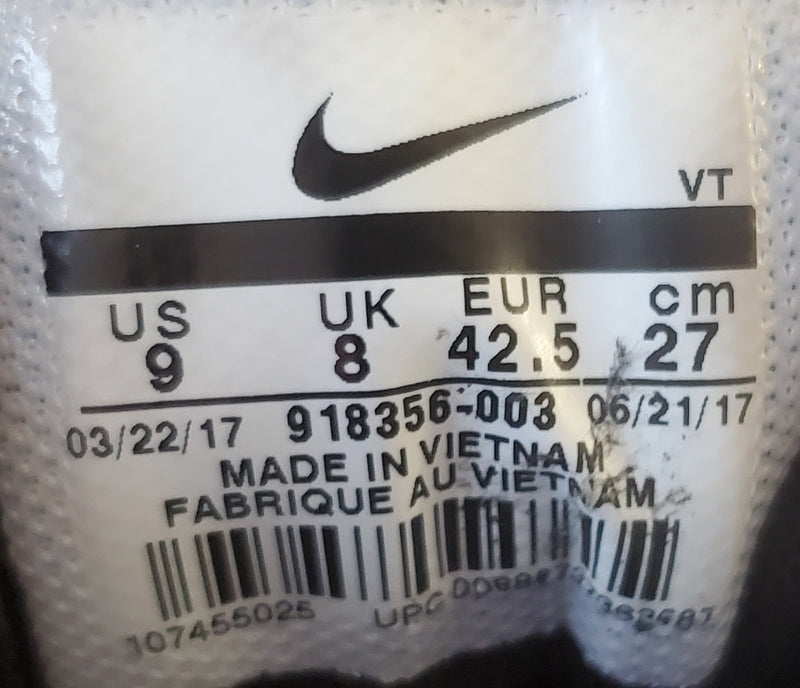 VT
US UK EUR cm
9 8 42.5 27
03/22/17 918356-003 06/21/17
MADE IN VIETNAM
FABRIQUE AU VIETNAM
107455025 UPC